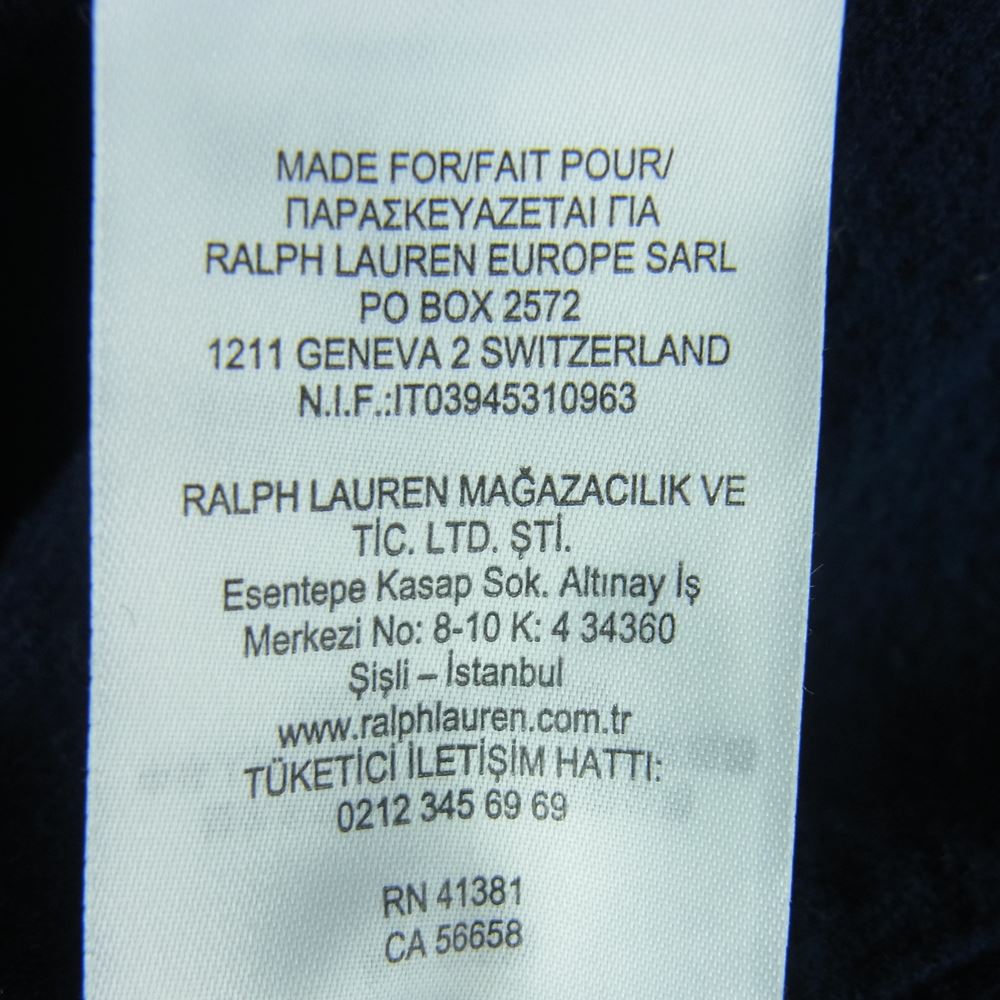 MADE FOR/FAIT POUR/
ΠΑΡΑΣΚΕΥΑΖΕΤΑΙ ΓΙΑ
RALPH LAUREN EUROPE SARL
PO BOX 2572
1211 GENEVA 2 SWITZERLAND
N.I.F.:IT03945310963
RALPH LAUREN MAĞAZACILIK VE
TİC. LTD. ŞTİ.
Esentepe Kasap Sok. Altınay İş
Merkezi No: 8-10 K: 4 34360
Şişli – İstanbul
www.ralphlauren.com.tr
TÜKETİCİ İLETİŞİM HATTI:
0212 345 69 69
RN 41381
CA 56658